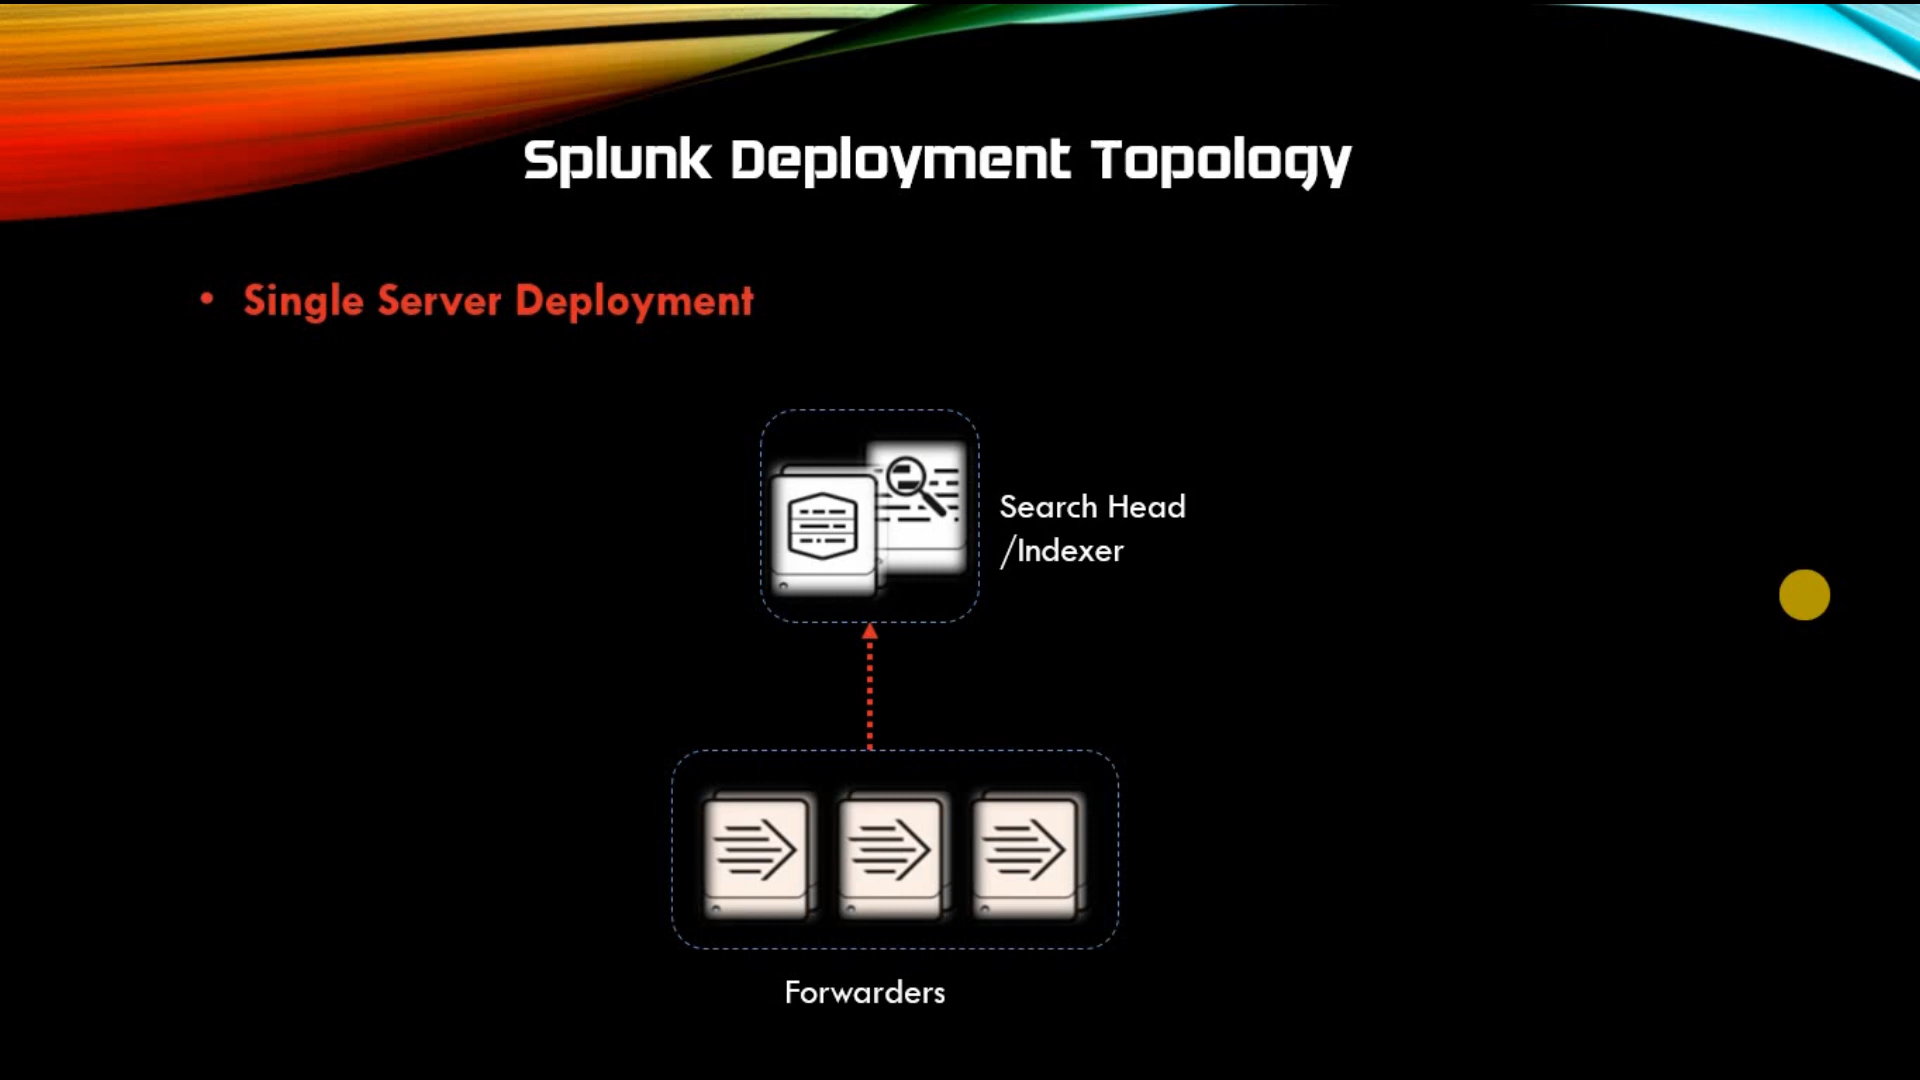 Splunk Deployment Topology
• Single Server Deployment
Search Head
/Indexer
Forwarders